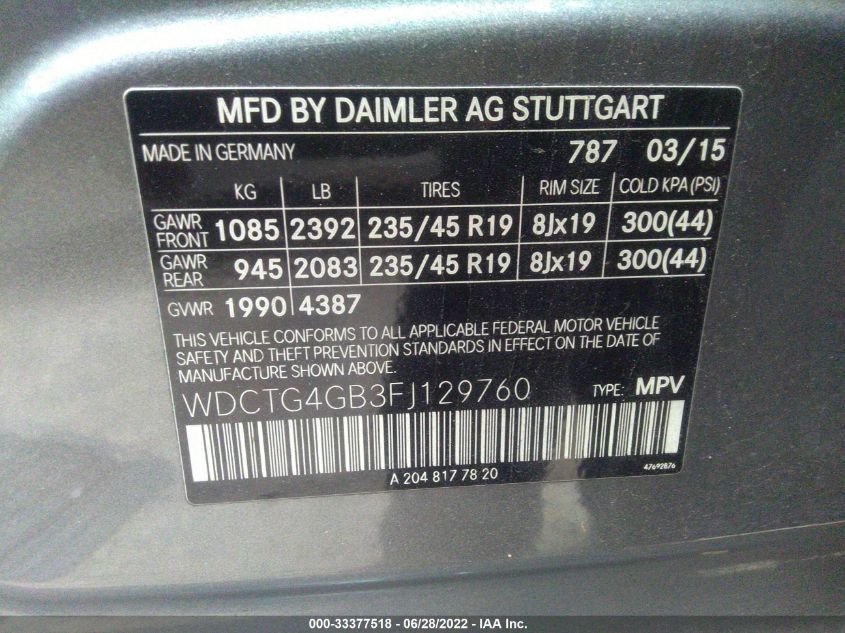 MFD BY DAIMLER AG STUTTGART
MADE IN GERMANY 787 03/15
KG LB TIRES RIM SIZE COLD KPA (PSI)
GAWR FRONT 1085 2392 235/45 R19 8Jx19 300(44)
GAWR REAR 945 2083 235/45 R19 8Jx19 300(44)
GVWR 1990 4387
THIS VEHICLE CONFORMS TO ALL APPLICABLE FEDERAL MOTOR VEHICLE
SAFETY AND THEFT PREVENTION STANDARDS IN EFFECT ON THE DATE OF
MANUFACTURE SHOWN ABOVE.
WDCTG4GB3FJ129760 TYPE: MPV
A 204 817 78 20 47692876
000-33377518 - 06/28/2022 - IAA Inc.